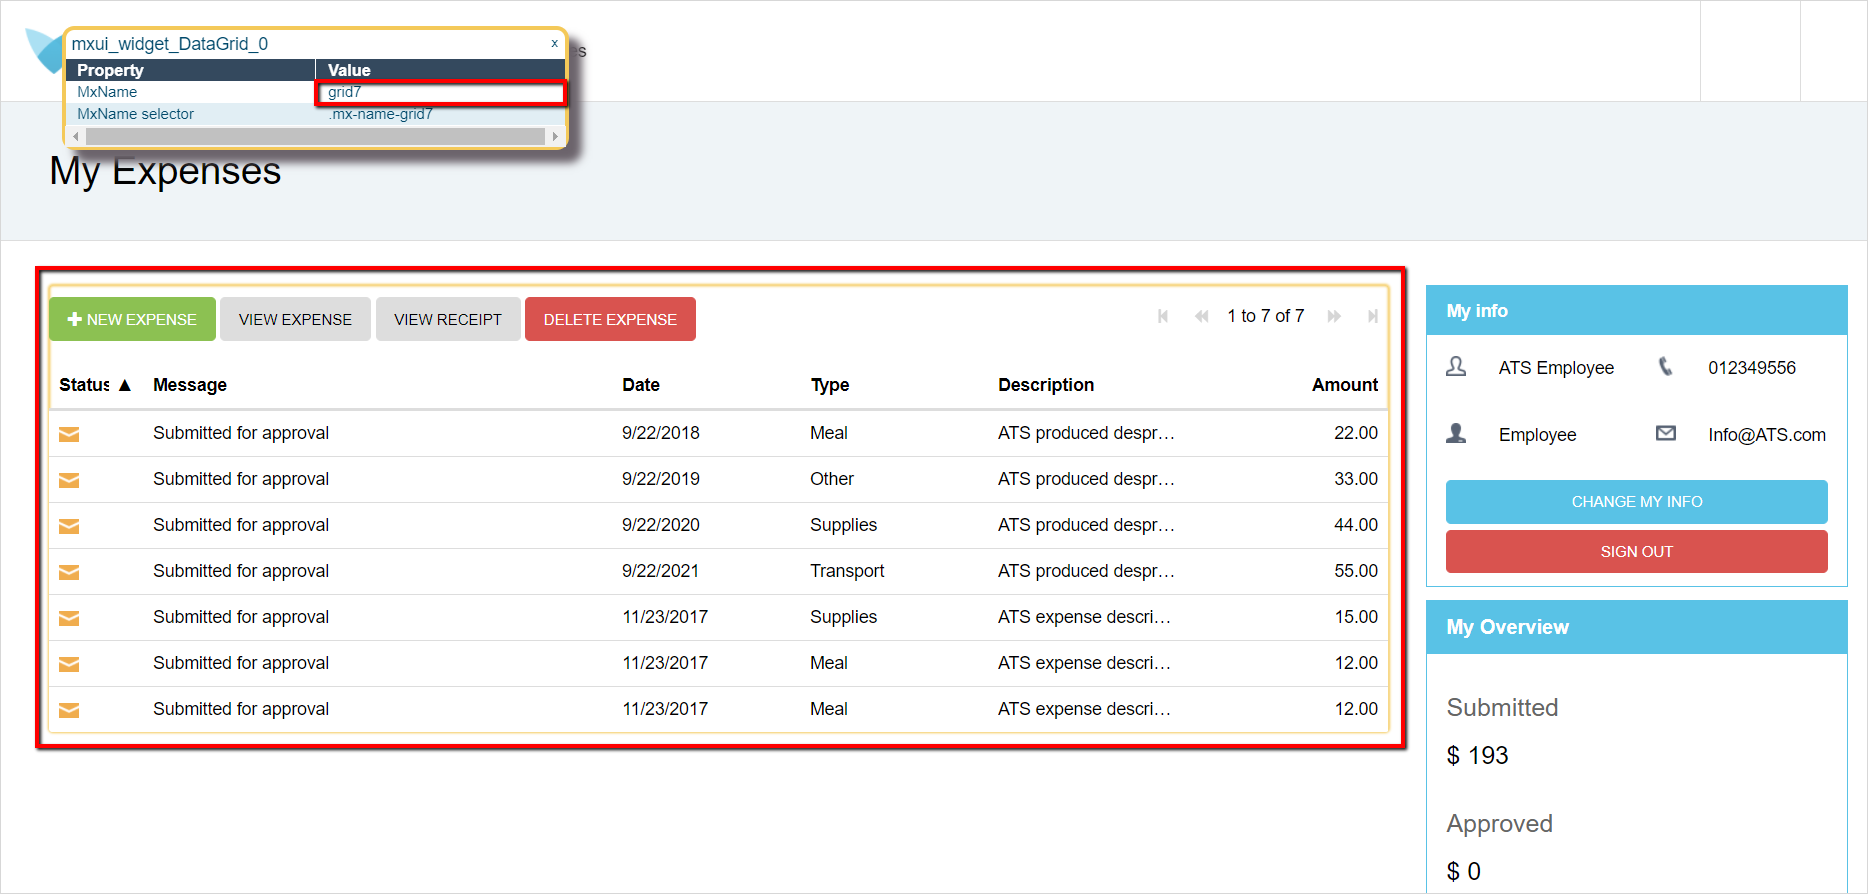 mxui_widget_DataGrid_0 x
Property Value
MxName grid7
MxName selector .mx-name-grid7
My Expenses
NEW EXPENSE VIEW EXPENSE VIEW RECEIPT DELETE EXPENSE 1 to 7 of 7
Status ▲ Message Date Type Description Amount
Submitted for approval 9/22/2018 Meal ATS produced despr… 22.00
Submitted for approval 9/22/2019 Other ATS produced despr… 33.00
Submitted for approval 9/22/2020 Supplies ATS produced despr… 44.00
Submitted for approval 9/22/2021 Transport ATS produced despr… 55.00
Submitted for approval 11/23/2017 Supplies ATS expense descri… 15.00
Submitted for approval 11/23/2017 Meal ATS expense descri… 12.00
Submitted for approval 11/23/2017 Meal ATS expense descri… 12.00
My info
ATS Employee 012349556
Employee Info@ATS.com
CHANGE MY INFO
SIGN OUT
My Overview
Submitted
$ 193
Approved
$ 0